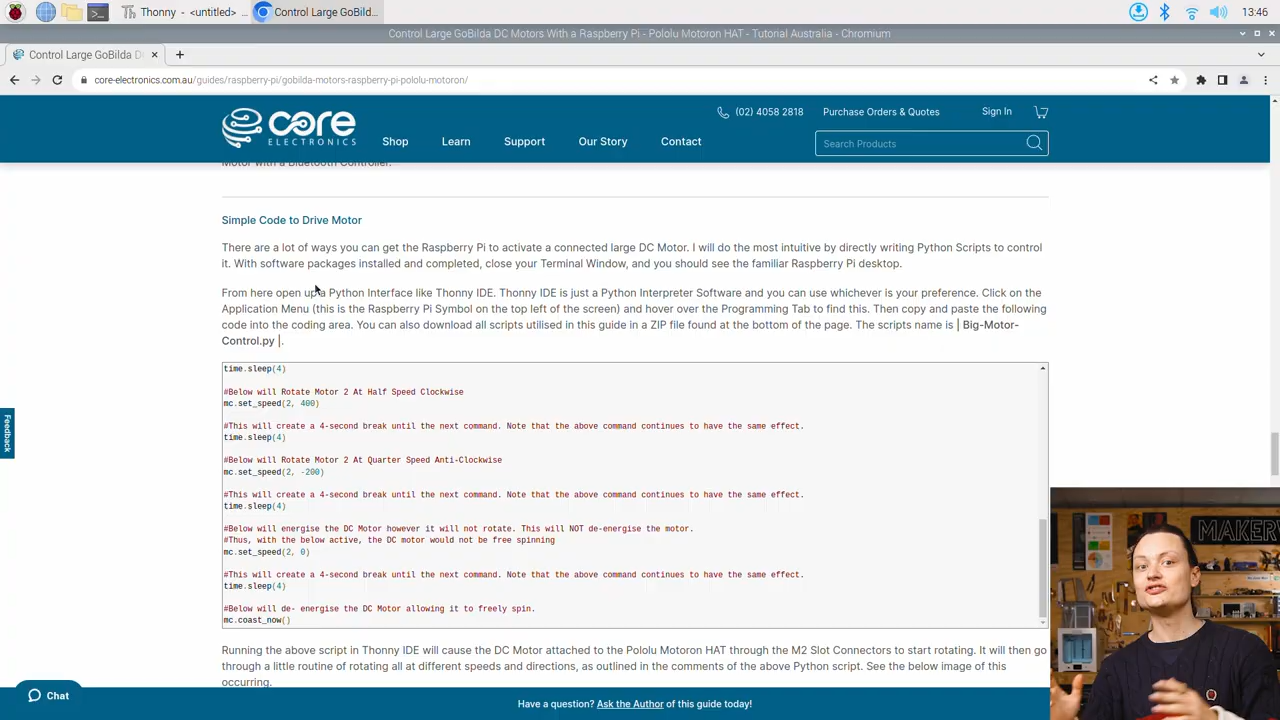 Thonny - <untitled> ...
Control Large GoBild...
13:46
Control Large GoBilda DC Motors With a Raspberry Pi - Pololu Motoron HAT - Tutorial Australia - Chromium
Control Large GoBilda D
core-electronics.com.au/guides/raspberry-pi/gobilda-motors-raspberry-pi-pololu-motoron/
core
ELECTRONICS
(02) 4058 2818
Purchase Orders & Quotes
Sign In
Shop
Learn
Support
Our Story
Contact
Search Products
Motor with a Bluetooth Controller.
Simple Code to Drive Motor
There are a lot of ways you can get the Raspberry Pi to activate a connected large DC Motor. I will do the most intuitive by directly writing Python Scripts to control
it. With software packages installed and completed, close your Terminal Window, and you should see the familiar Raspberry Pi desktop.
From here open up a Python Interface like Thonny IDE. Thonny IDE is just a Python Interpreter Software and you can use whichever is your preference. Click on the
Application Menu (this is the Raspberry Pi Symbol on the top left of the screen) and hover over the Programming Tab to find this. Then copy and paste the following
code into the coding area. You can also download all scripts utilised in this guide in a ZIP file found at the bottom of the page. The scripts name is | Big-Motor-
Control.py |.
time.sleep(4)
#Below will Rotate Motor 2 At Half Speed Clockwise
mc.set_speed(2, 400)
#This will create a 4-second break until the next command. Note that the above command continues to have the same effect.
time.sleep(4)
#Below will Rotate Motor 2 At Quarter Speed Anti-Clockwise
mc.set_speed(2, -200)
#This will create a 4-second break until the next command. Note that the above command continues to have the same effect.
time.sleep(4)
#Below will energise the DC Motor however it will not rotate. This will NOT de-energise the motor.
#Thus, with the below active, the DC motor would not be free spinning
mc.set_speed(2, 0)
#This will create a 4-second break until the next command. Note that the above command continues to have the same effect.
time.sleep(4)
#Below will de- energise the DC Motor allowing it to freely spin.
mc.coast_now()
Running the above script in Thonny IDE will cause the DC Motor attached to the Pololu Motoron HAT through the M2 Slot Connectors to start rotating. It will then go
through a little routine of rotating all at different speeds and directions, as outlined in the comments of the above Python script. See the below image of this
occurring.
Feedback
Chat
Have a question? Ask the Author of this guide today!
MAKER